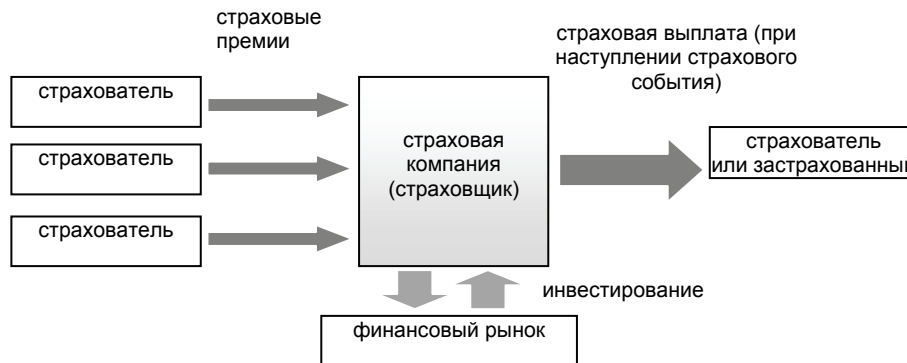 страховые
премии
страховая выплата (при
наступлении страхового
события)
страхователь
страхователь
страхователь
страховая
компания
(страховщик)
страхователь
или застрахованный
инвестирование
финансовый рынок